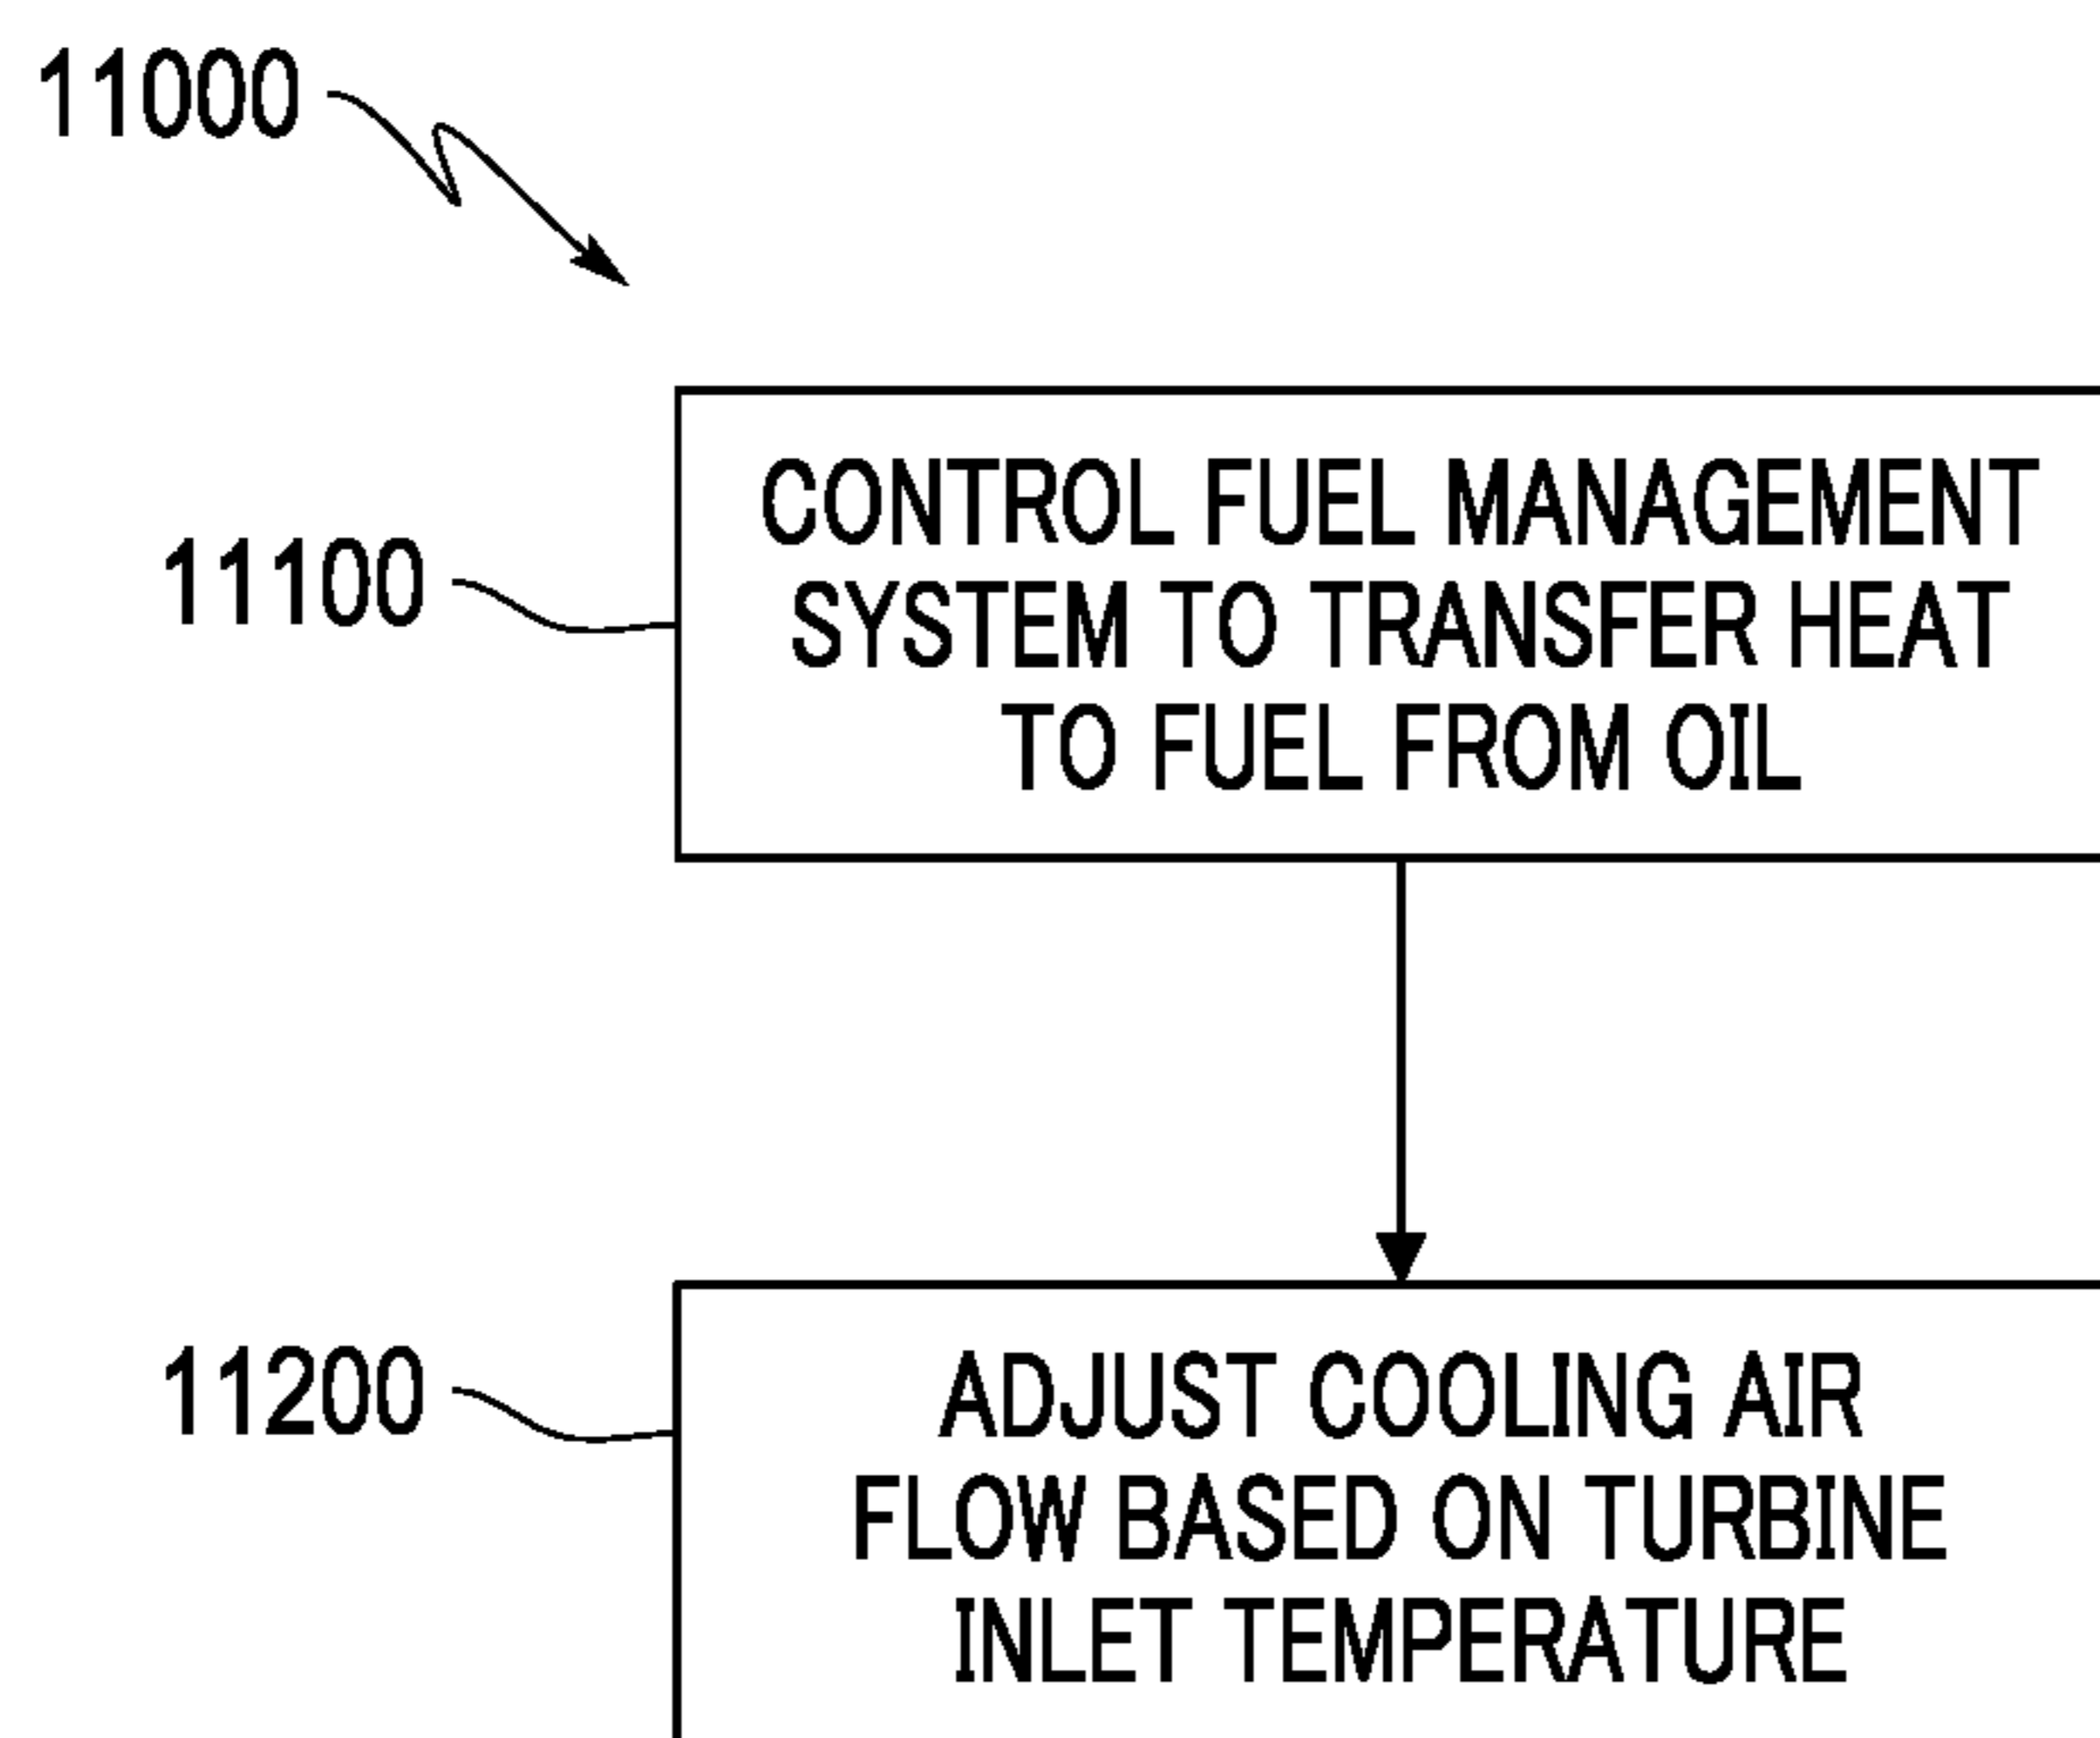 11000
11100
CONTROL FUEL MANAGEMENT
SYSTEM TO TRANSFER HEAT
TO FUEL FROM OIL
11200
ADJUST COOLING AIR
FLOW BASED ON TURBINE
INLET TEMPERATURE